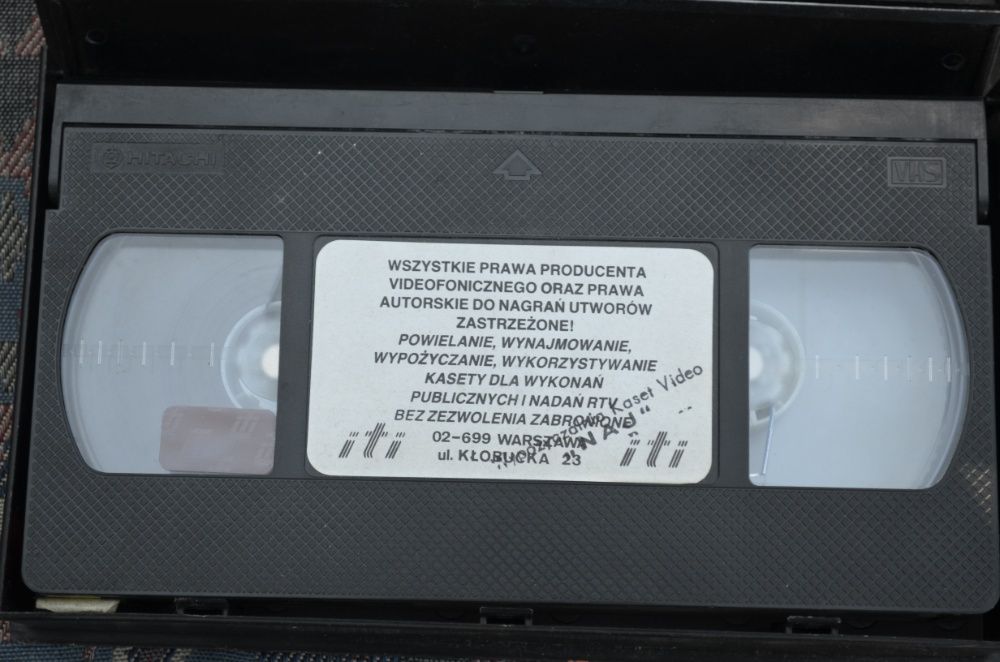 HITACHI
VHS
WSZYSTKIE PRAWA PRODUCENTA
VIDEOFONICZNEGO ORAZ PRAWA
AUTORSKIE DO NAGRAŃ UTWORÓW
ZASTRZEŻONE!
POWIELANIE, WYNAJMOWANIE,
WYPOŻYCZANIE, WYKORZYSTYWANIE
KASETY DLA WYKONAŃ
PUBLICZNYCH I NADAŃ RTV
BEZ ZEZWOLENIA ZABRONIONE
iti
02-699 WARSZAWA
ul. KŁOBUCKA 23
iti
Kaset Video